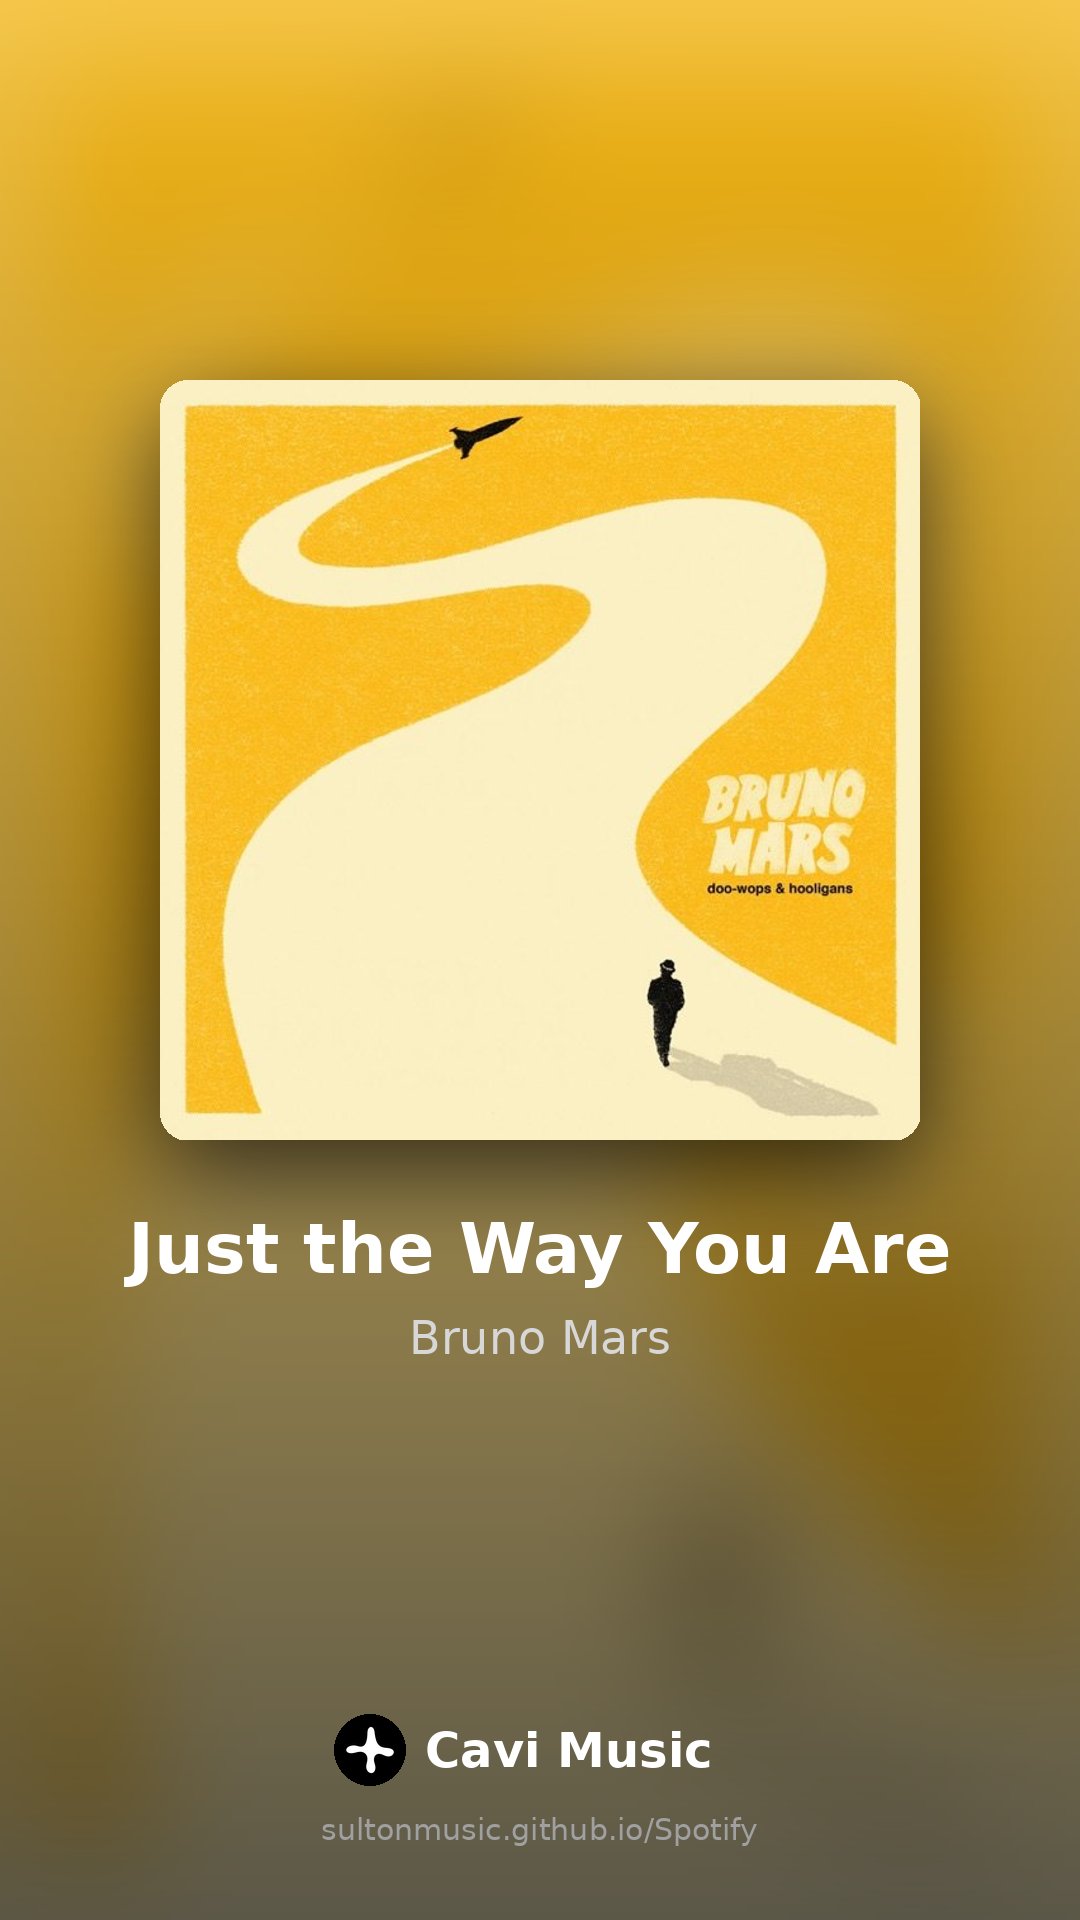 BRUNO
MARS
doo-wops & hooligans
Just the Way You Are
Bruno Mars
Cavi Music
sultonmusic.github.io/Spotify